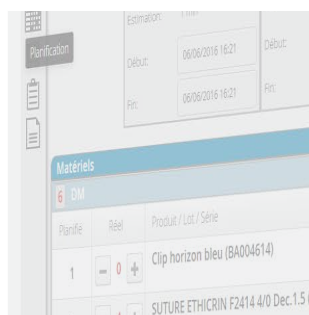 Estimation: 1 min
Planification
Début: 06/06/2016 16:21 Début:
Fin: 06/06/2016 16:21 Fin:
Matériels
6 DM
Planifié Réel Produit / Lot / Série
1 − 0 + Clip horizon bleu (BA004614)
SUTURE ETHICRIN F2414 4/0 Dec.1.5